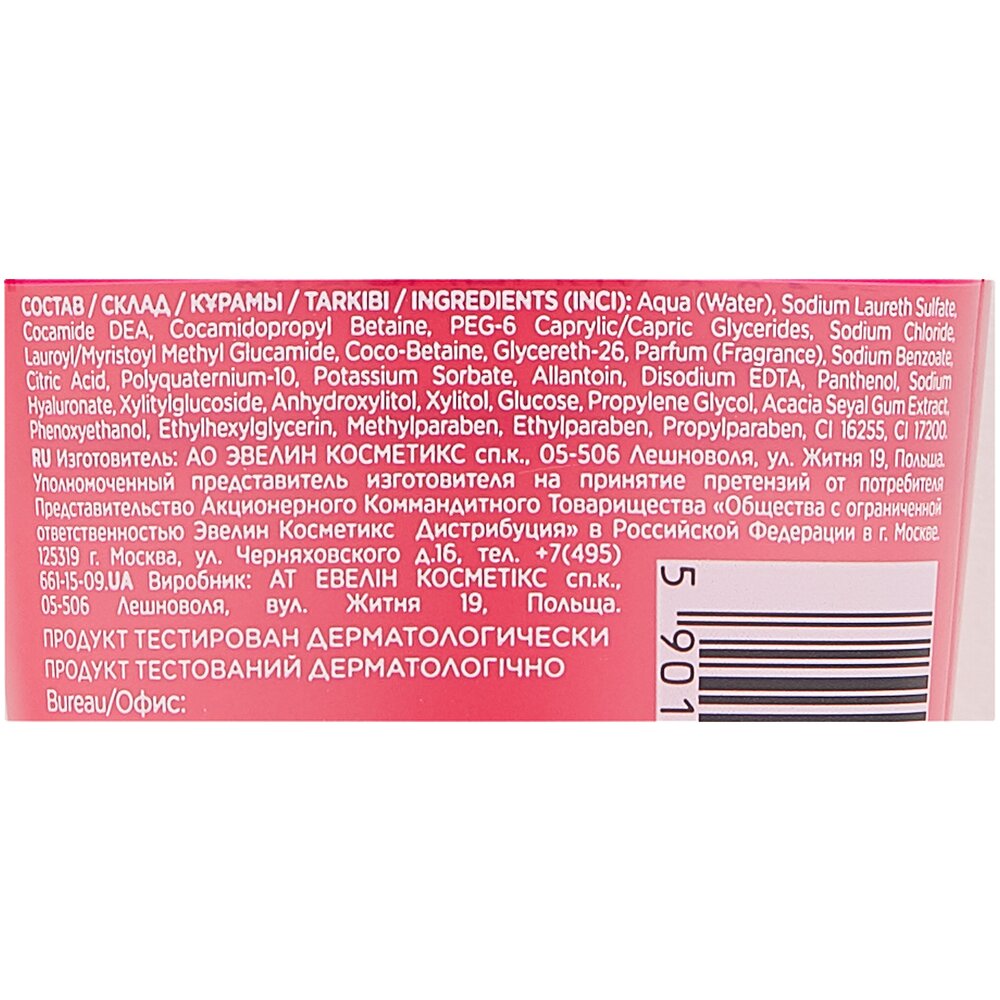 СОСТАВ / СКЛАД / ҚҰРАМЫ / TARKIBI / INGREDIENTS (INCI): Aqua (Water), Sodium Laureth Sulfate,
Cocamide DEA, Cocamidopropyl Betaine, PEG-6 Caprylic/Capric Glycerides, Sodium Chloride,
Lauroyl/Myristoyl Methyl Glucamide, Coco-Betaine, Glycereth-26, Parfum (Fragrance), Sodium Benzoate,
Citric Acid, Polyquaternium-10, Potassium Sorbate, Allantoin, Disodium EDTA, Panthenol, Sodium
Hyaluronate, Xylitylglucoside, Anhydroxylitol, Xylitol, Glucose, Propylene Glycol, Acacia Seyal Gum Extract,
Phenoxyethanol, Ethylhexylglycerin, Methylparaben, Ethylparaben, Propylparaben, CI 16255, CI 17200.
RU Изготовитель: АО ЭВЕЛИН КОСМЕТИКС сп.к., 05-506 Лешноволя, ул. Житня 19, Польша.
Уполномоченный представитель изготовителя на принятие претензий от потребителя
Представительство Акционерного Коммандитного Товарищества «Общества с ограниченной
ответственностью Эвелин Косметикс Дистрибуция» в Российской Федерации в г. Москве.
125319 г. Москва, ул. Черняховского д.16, тел. +7(495)
661-15-09.UA Виробник: АТ ЕВЕЛІН КОСМЕТІКС сп.к.,
05-506 Лешноволя, вул. Житня 19, Польща.
ПРОДУКТ ТЕСТИРОВАН ДЕРМАТОЛОГИЧЕСКИ
ПРОДУКТ ТЕСТОВАНИЙ ДЕРМАТОЛОГІЧНО
Bureau/Офис:
5 901